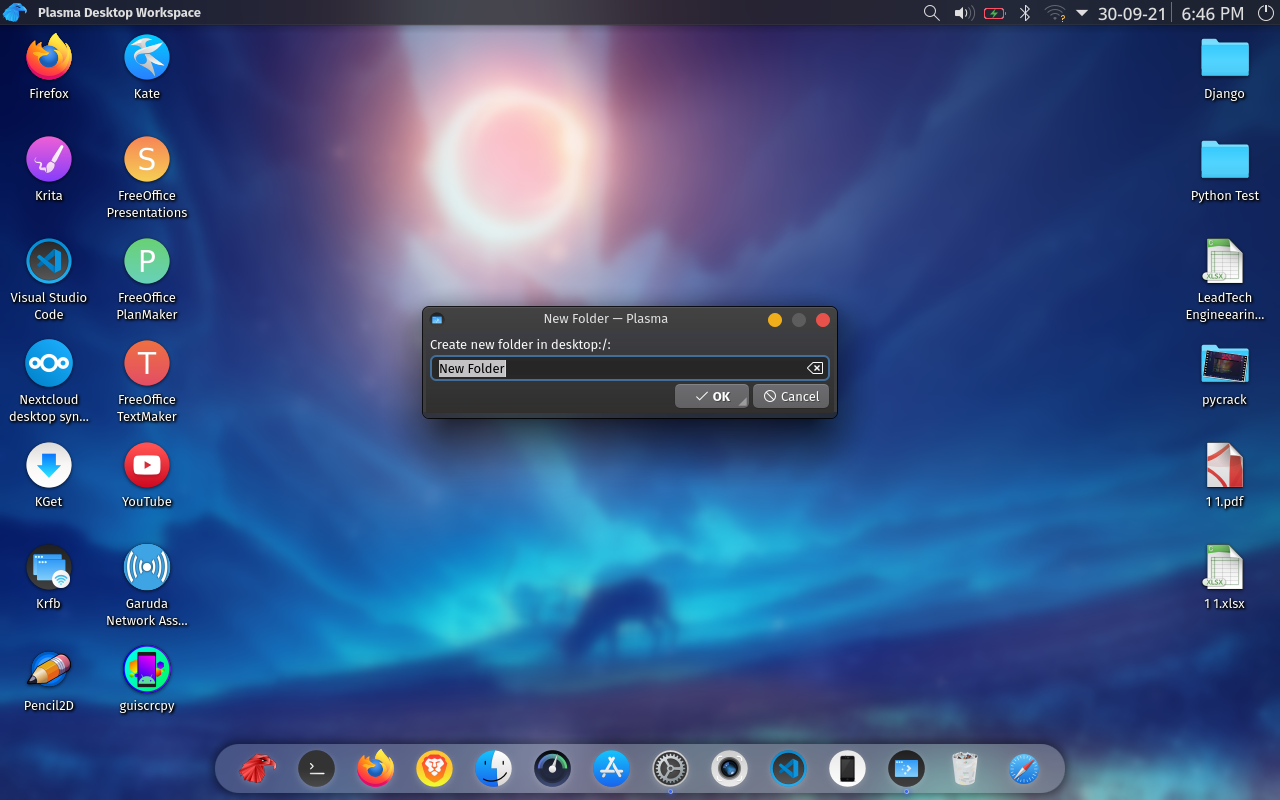 Plasma Desktop Workspace
30-09-21
6:46 PM
Firefox
Kate
Django
Krita
FreeOffice
Presentations
S
Python Test
Visual Studio
Code
P
FreeOffice
PlanMaker
XLSX
LeadTech
Engineearin...
New Folder — Plasma
Create new folder in desktop:/:
New Folder
OK
Cancel
Nextcloud
desktop syn...
T
FreeOffice
TextMaker
pycrack
KGet
YouTube
1 1.pdf
Krfb
Garuda
Network Ass...
XLSX
1 1.xlsx
Pencil2D
guiscrcpy